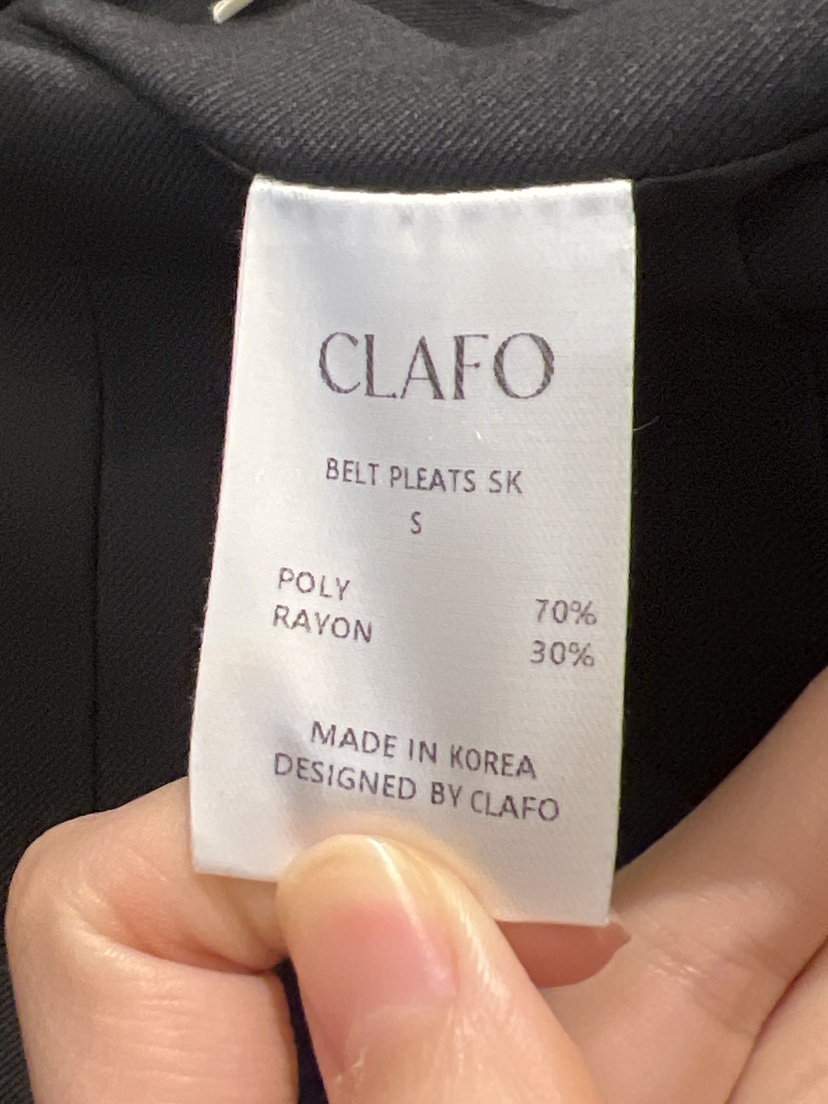 CLAFO
BELT PLEATS SK
S
POLY 70%
RAYON 30%
MADE IN KOREA
DESIGNED BY CLAFO